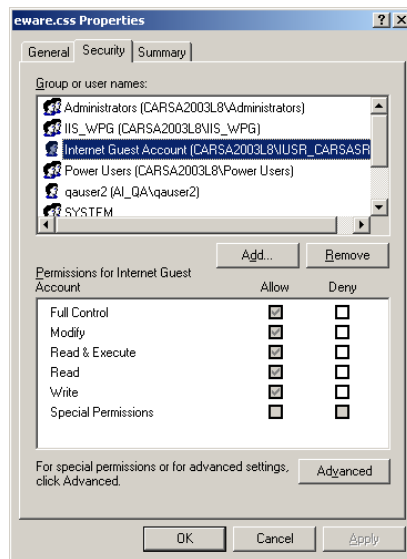 eware.css Properties
General Security Summary
Group or user names:
Administrators (CARSA2003L8\Administrators)
IIS_WPG (CARSA2003L8\IIS_WPG)
Internet Guest Account (CARSA2003L8\IUSR_CARSASR
Power Users (CARSA2003L8\Power Users)
qauser2 (AI_QA\qauser2)
SYSTEM
Add... Remove
Permissions for Internet Guest
Account Allow Deny
Full Control
Modify
Read & Execute
Read
Write
Special Permissions
For special permissions or for advanced settings,
click Advanced.
Advanced
OK Cancel Apply